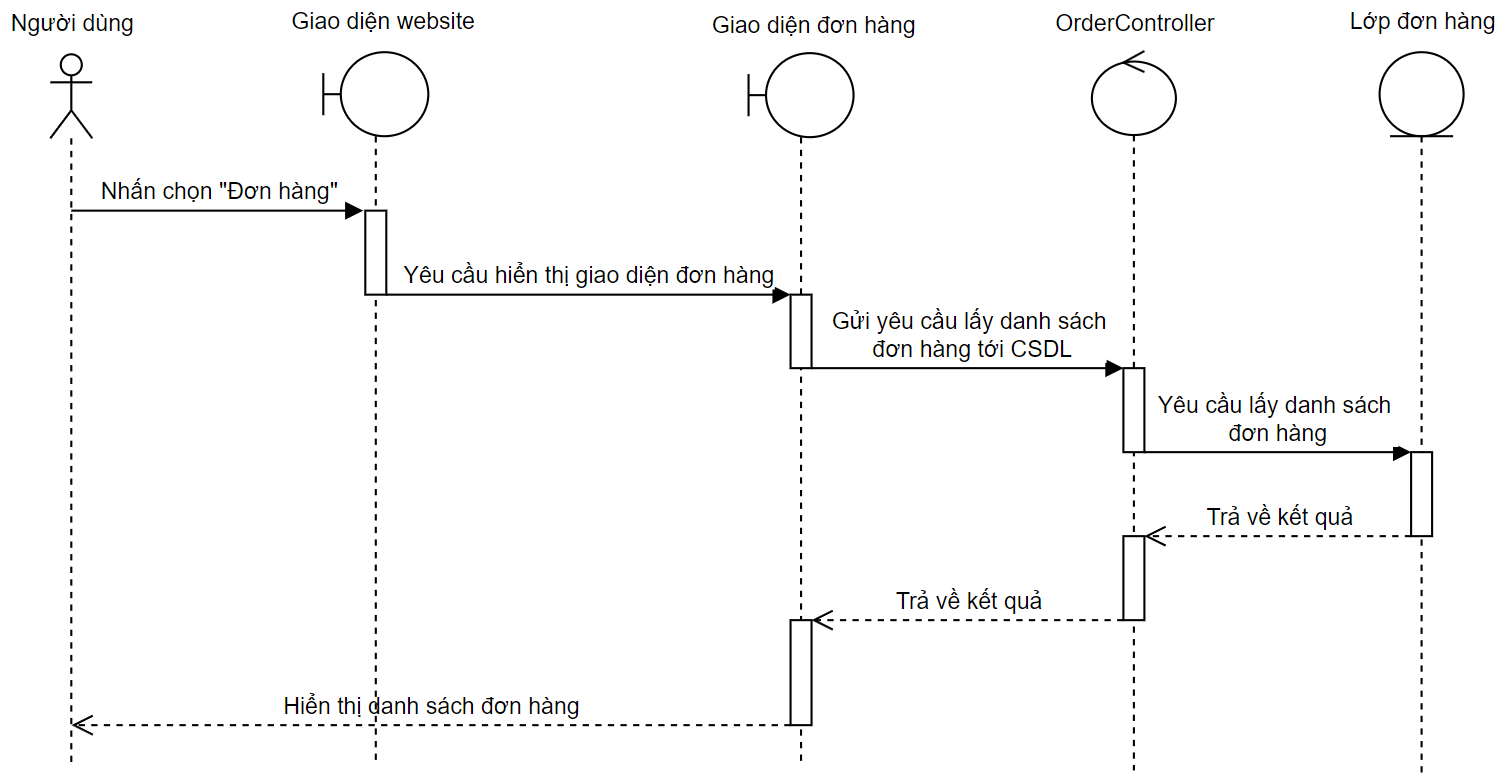 Người dùng
Giao diện website
Giao diện đơn hàng
OrderController
Lớp đơn hàng
Nhấn chọn "Đơn hàng"
Yêu cầu hiển thị giao diện đơn hàng
Gửi yêu cầu lấy danh sách
đơn hàng tới CSDL
Yêu cầu lấy danh sách
đơn hàng
Trả về kết quả
Trả về kết quả
Hiển thị danh sách đơn hàng